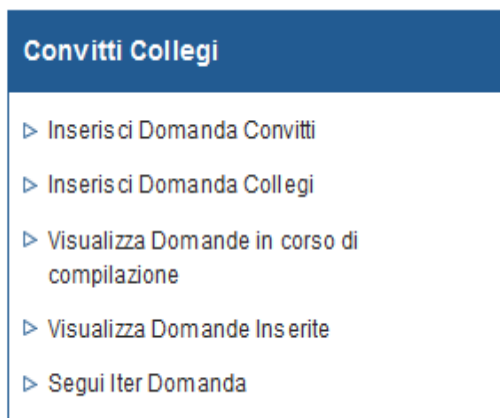 Convitti Collegi
Inserisci Domanda Convitti
Inserisci Domanda Collegi
Visualizza Domande in corso di
compilazione
Visualizza Domande Inserite
Segui Iter Domanda